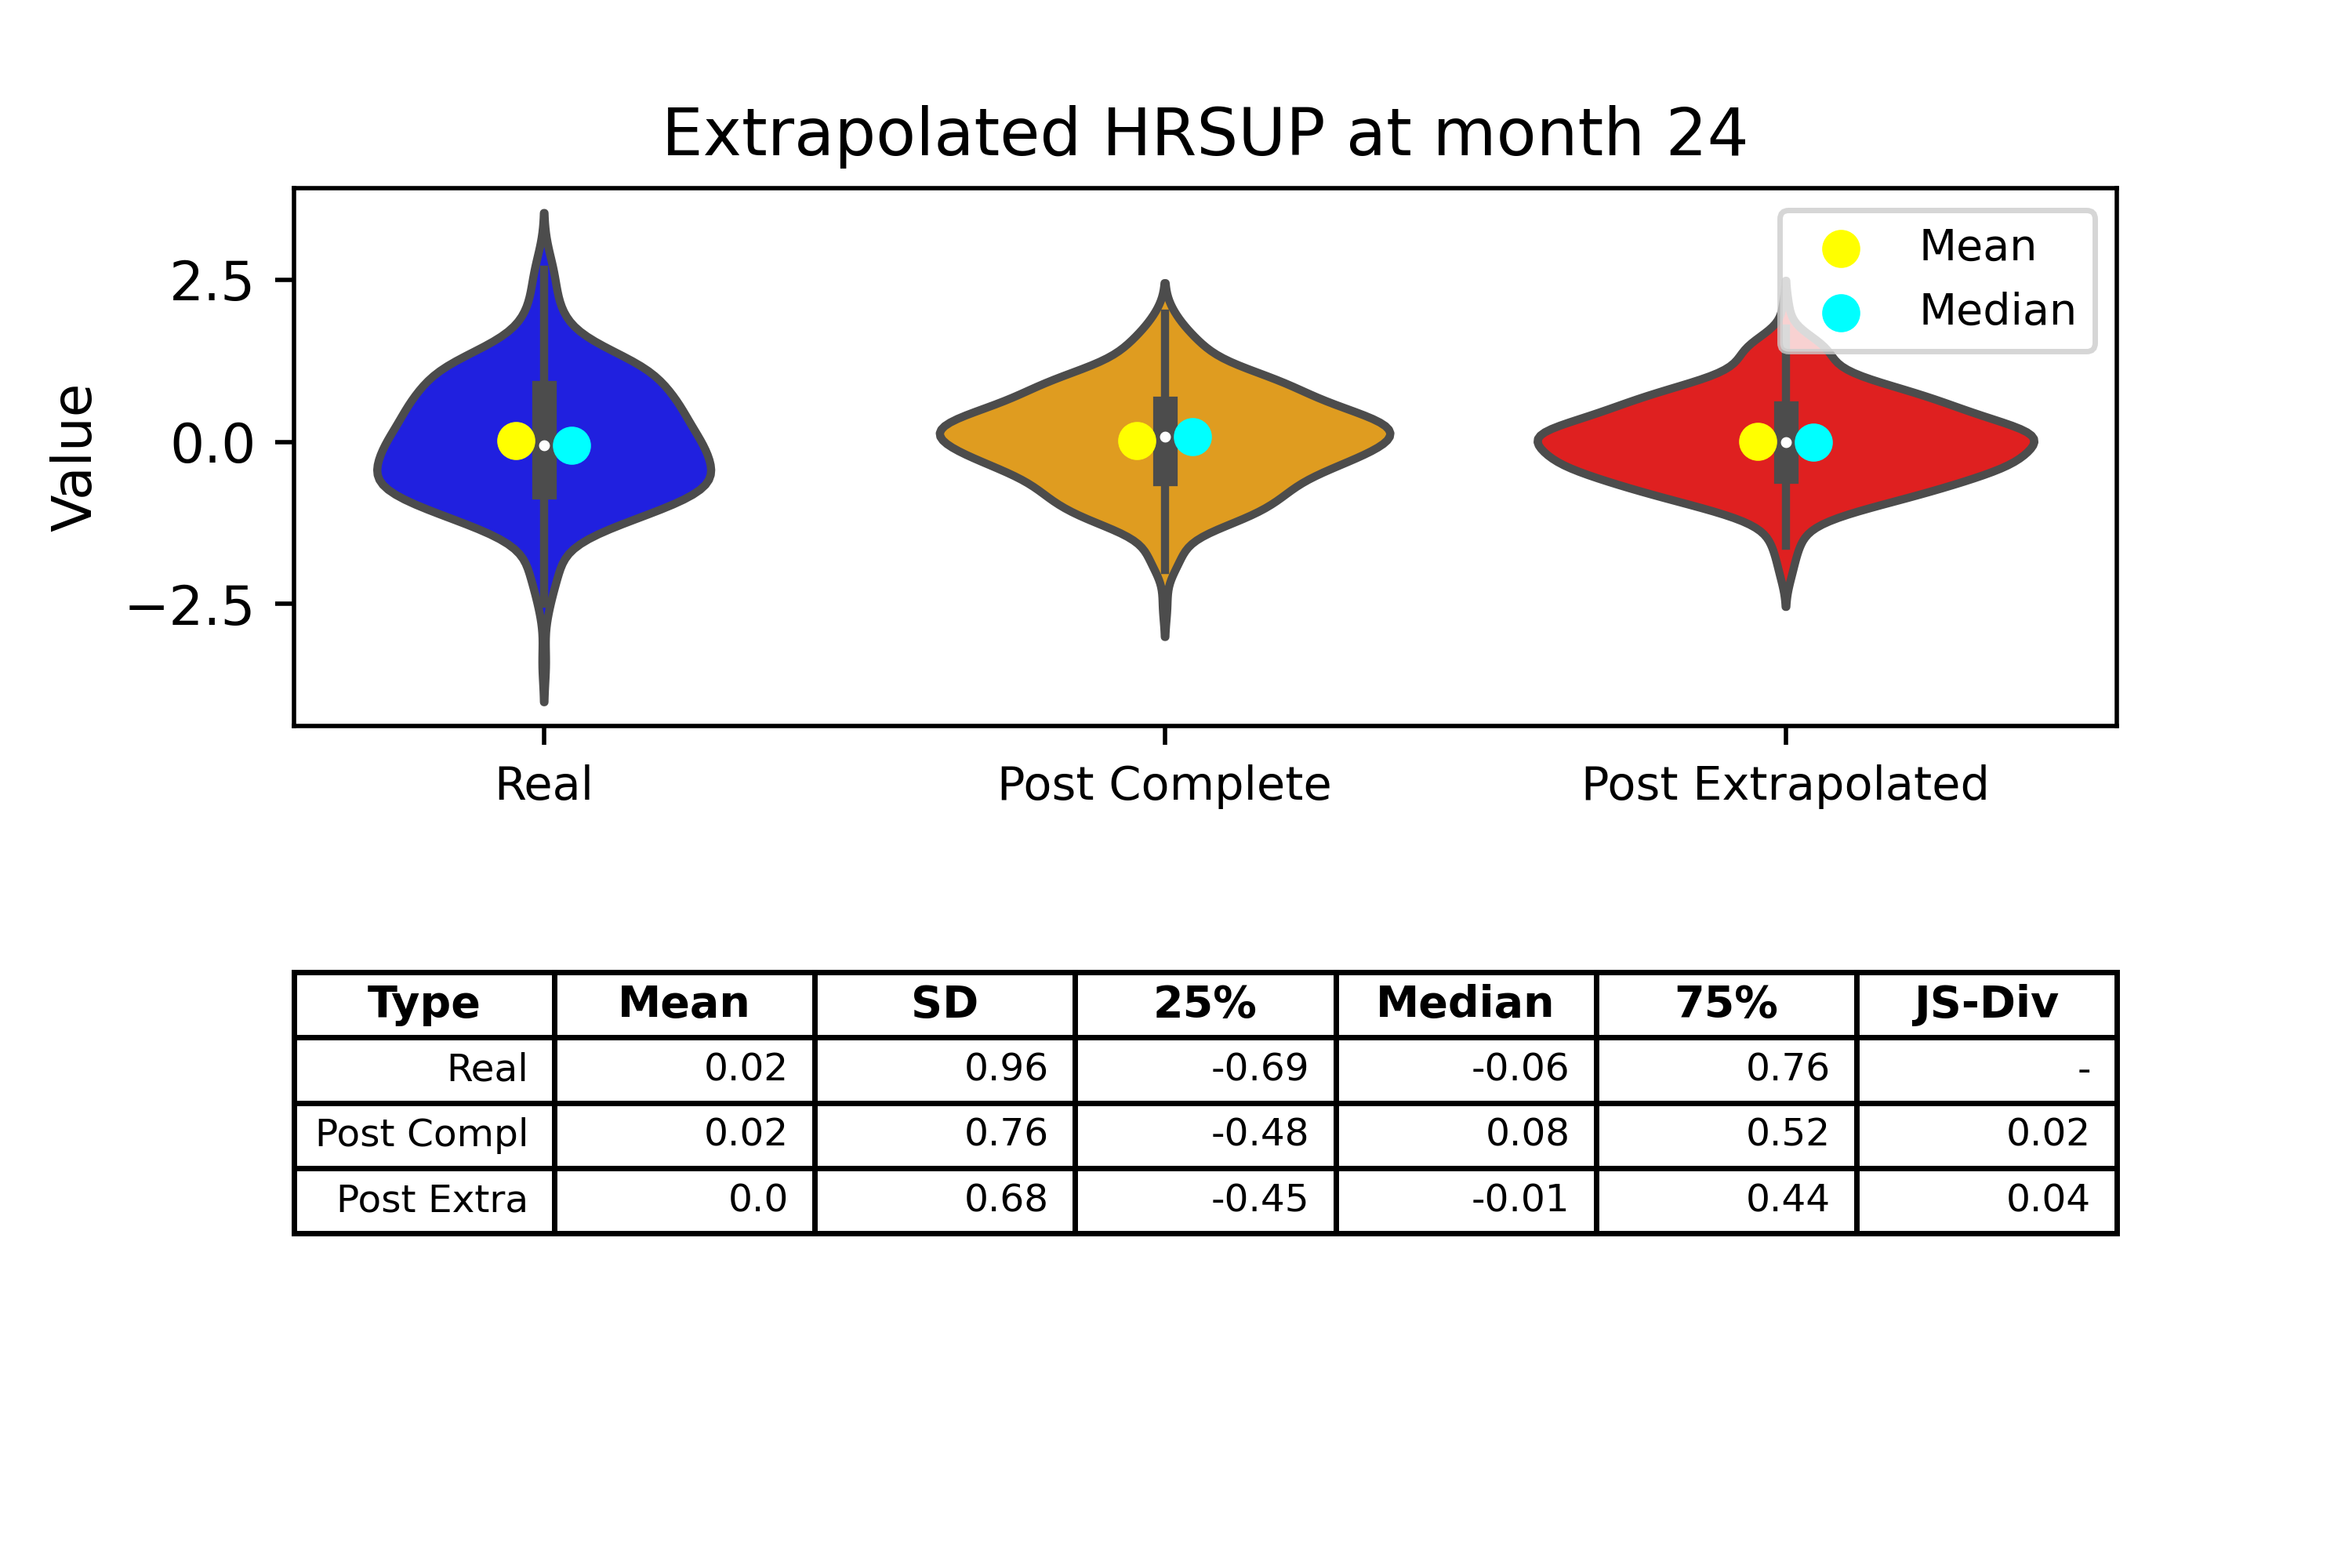 Extrapolated HRSUP at month 24
Value
2.5
0.0
−2.5
Mean
Median
Real Post Complete Post Extrapolated
Type Mean SD 25% Median 75% JS-Div
Real 0.02 0.96 -0.69 -0.06 0.76 -
Post Compl 0.02 0.76 -0.48 0.08 0.52 0.02
Post Extra 0.0 0.68 -0.45 -0.01 0.44 0.04